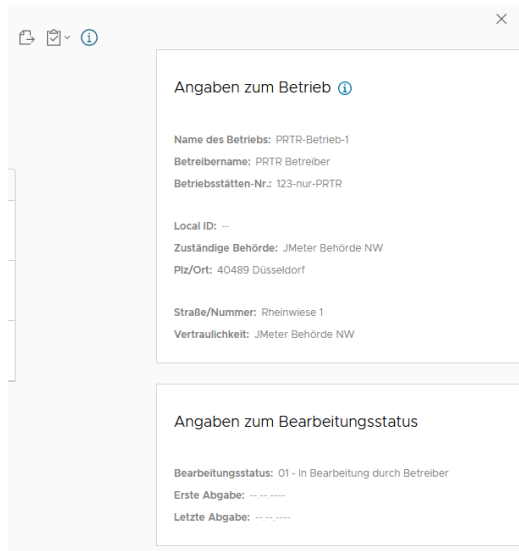 Angaben zum Betrieb
Name des Betriebs: PRTR-Betrieb-1
Betreibername: PRTR Betreiber
Betriebsstätten-Nr.: 123-nur-PRTR
Local ID: --
Zuständige Behörde: JMeter Behörde NW
Plz/Ort: 40489 Düsseldorf
Straße/Nummer: Rheinwiese 1
Vertraulichkeit: JMeter Behörde NW
Angaben zum Bearbeitungsstatus
Bearbeitungsstatus: 01 - In Bearbeitung durch Betreiber
Erste Abgabe: --.--.----
Letzte Abgabe: --.--.----